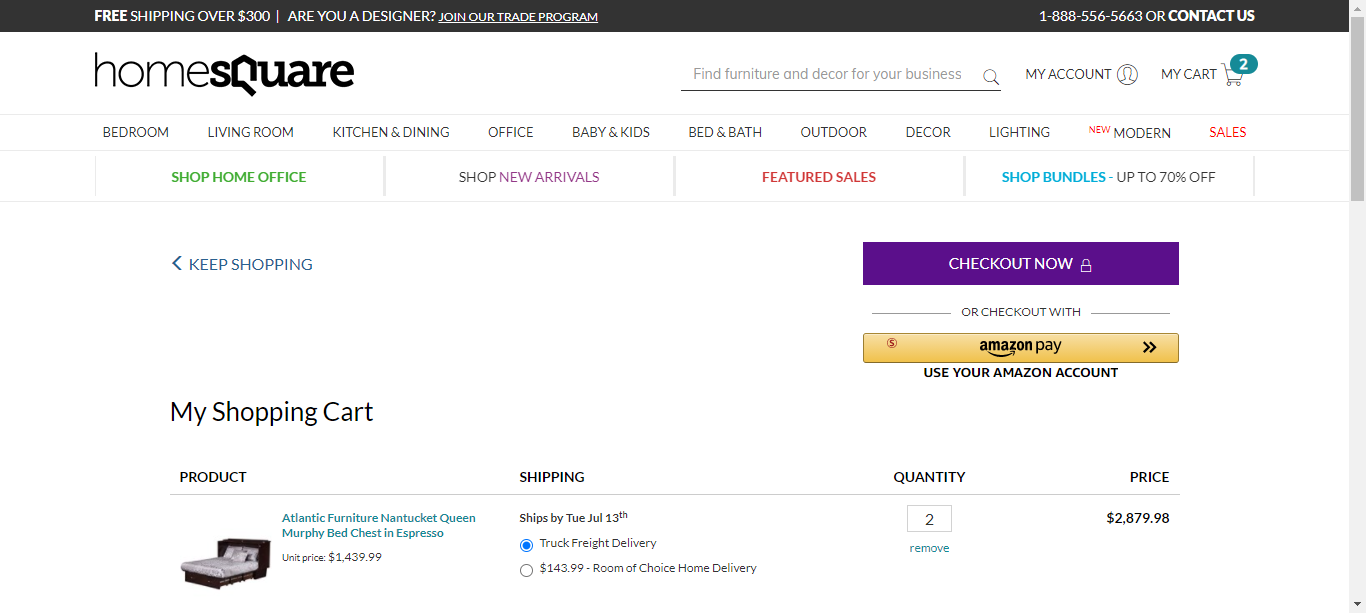 FREE SHIPPING OVER $300 | ARE YOU A DESIGNER? JOIN OUR TRADE PROGRAM
1-888-556-5663 OR CONTACT US
homesquare
Find furniture and decor for your business
MY ACCOUNT
MY CART
2
BEDROOM
LIVING ROOM
KITCHEN & DINING
OFFICE
BABY & KIDS
BED & BATH
OUTDOOR
DECOR
LIGHTING
NEW MODERN
SALES
SHOP HOME OFFICE
SHOP NEW ARRIVALS
FEATURED SALES
SHOP BUNDLES - UP TO 70% OFF
KEEP SHOPPING
CHECKOUT NOW
OR CHECKOUT WITH
amazon pay
USE YOUR AMAZON ACCOUNT
My Shopping Cart
PRODUCT
SHIPPING
QUANTITY
PRICE
Atlantic Furniture Nantucket Queen
Murphy Bed Chest in Espresso
Unit price: $1,439.99
Ships by Tue Jul 13th
Truck Freight Delivery
$143.99 - Room of Choice Home Delivery
2
remove
$2,879.98